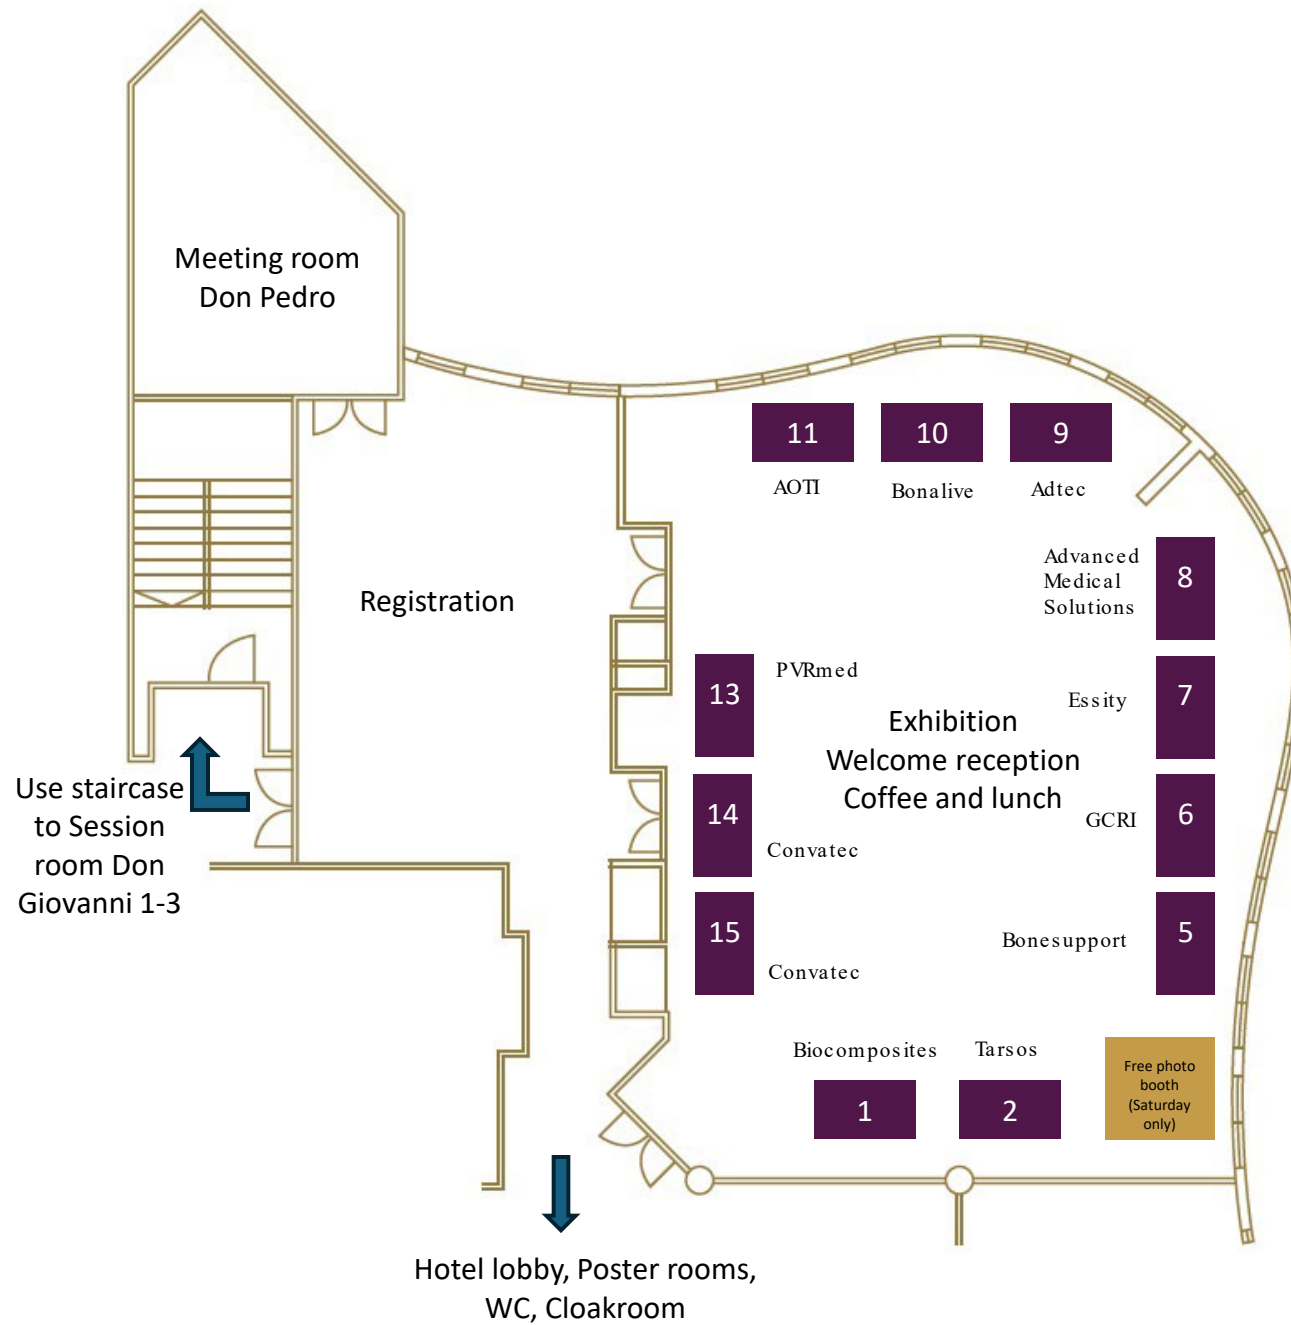 Meeting room
Don Pedro
11
10
9
AOTI
Bonalive
Adtec
Advanced
Medical
Solutions
8
Registration
13
PVRmed
Essity
7
Exhibition
Welcome reception
Coffee and lunch
Use staircase
to Session
room Don
Giovanni 1-3
14
Convatec
GCRI
6
15
Convatec
Bonesupport
5
Biocomposites
Tarsos
1
2
Free photo
booth
(Saturday
only)
Hotel lobby, Poster rooms,
WC, Cloakroom